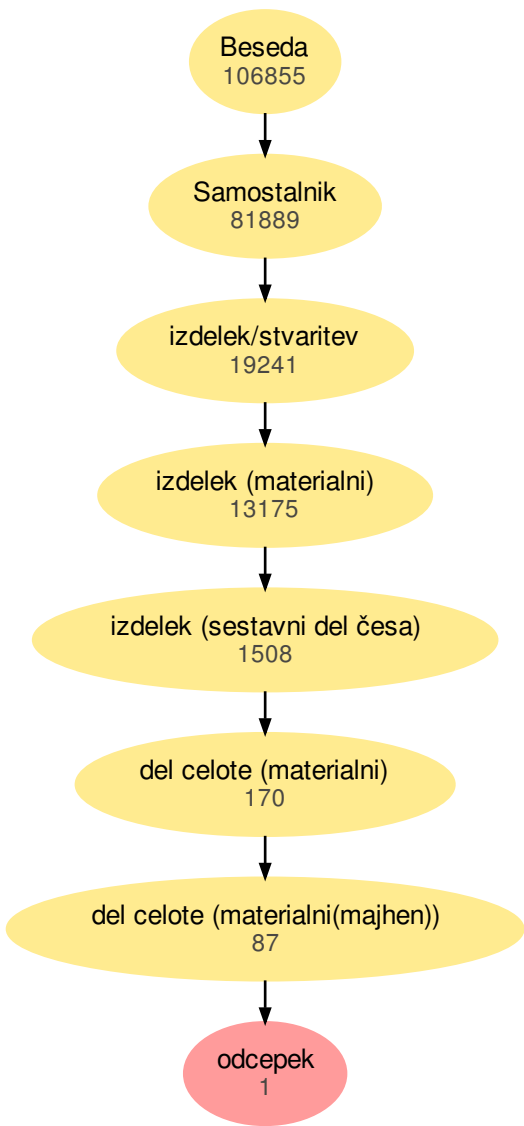 Beseda
106855
Samostalnik
81889
izdelek/stvaritev
19241
izdelek (materialni)
13175
izdelek (sestavni del česa)
1508
del celote (materialni)
170
del celote (materialni(majhen))
87
odcepek
1